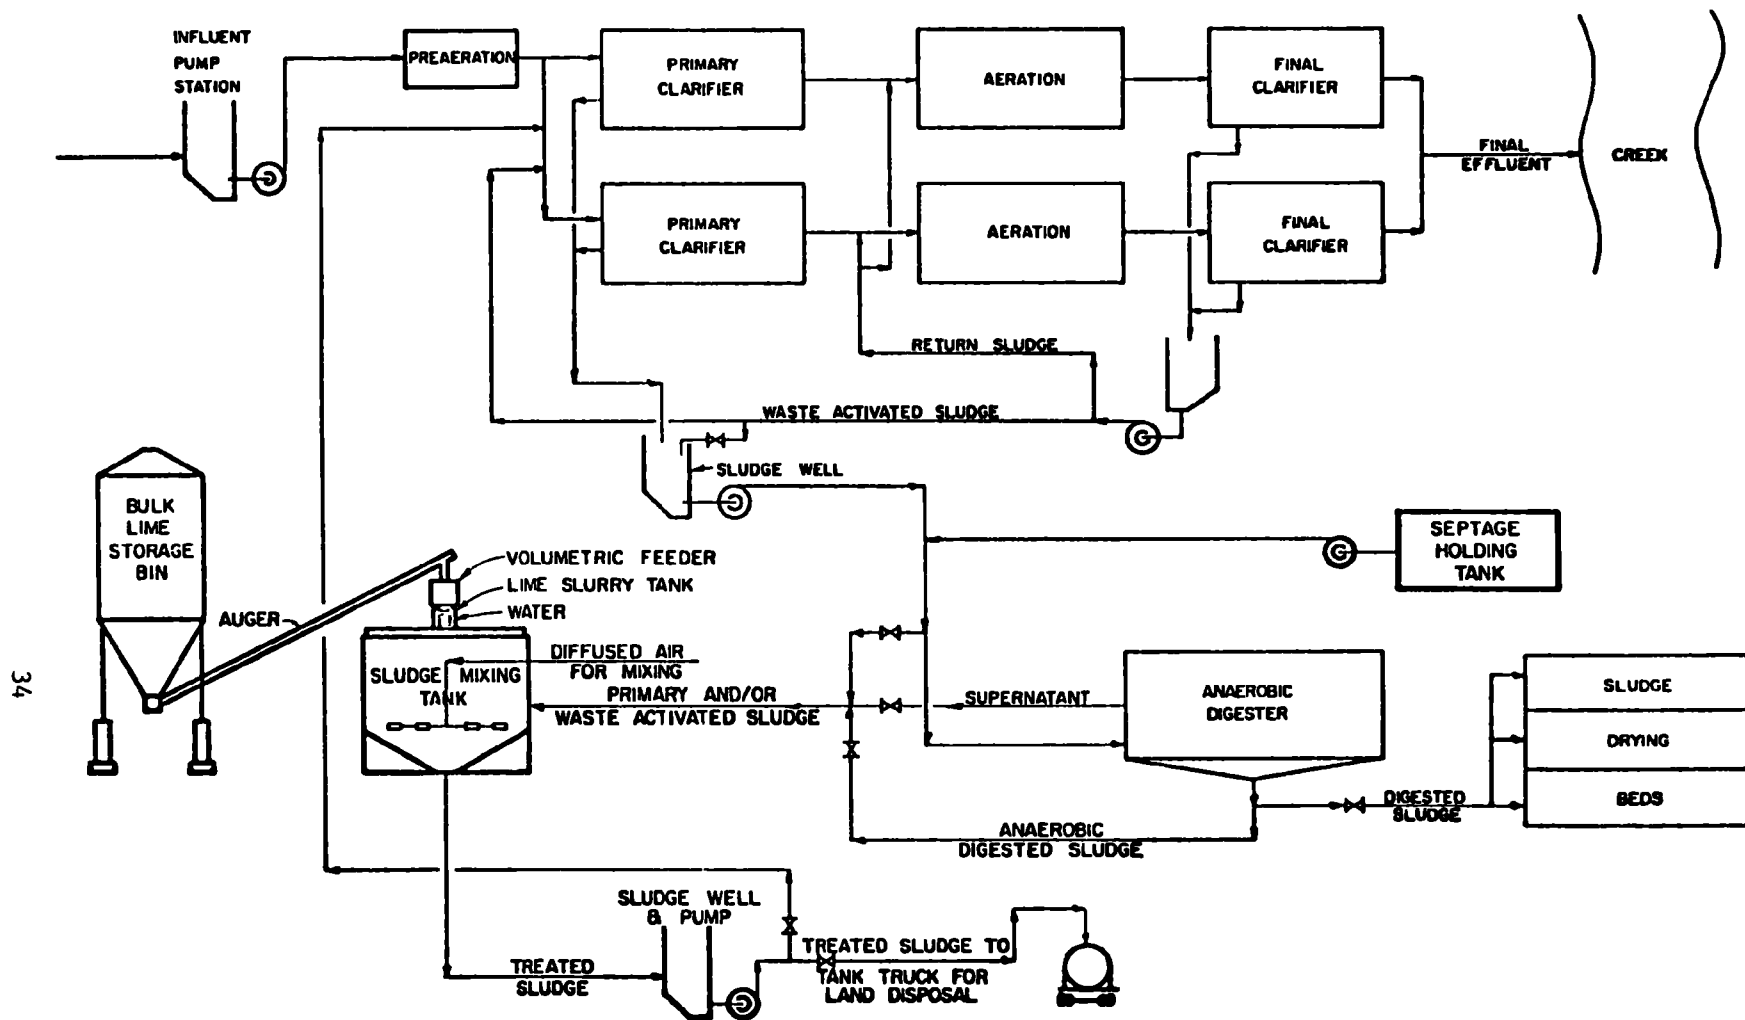 INFLUENT
PUMP
STATION
PREAERATION
PRIMARY
CLARIFIER
AERATION
FINAL
CLARIFIER
FINAL
EFFLUENT
CREEK
PRIMARY
CLARIFIER
AERATION
FINAL
CLARIFIER
RETURN SLUDGE
WASTE ACTIVATED SLUDGE
SLUDGE WELL
BULK
LIME
STORAGE
BIN
AUGER
VOLUMETRIC FEEDER
LIME SLURRY TANK
WATER
SEPTAGE
HOLDING
TANK
DIFFUSED AIR
FOR MIXING
SLUDGE MIXING
TANK
PRIMARY AND/OR
WASTE ACTIVATED SLUDGE
SUPERNATANT
ANAEROBIC
DIGESTER
SLUDGE
DRYING
BEDS
DIGESTED
SLUDGE
ANAEROBIC
DIGESTED SLUDGE
34
SLUDGE WELL
& PUMP
TREATED
SLUDGE
TREATED SLUDGE TO
TANK TRUCK FOR
LAND DISPOSAL